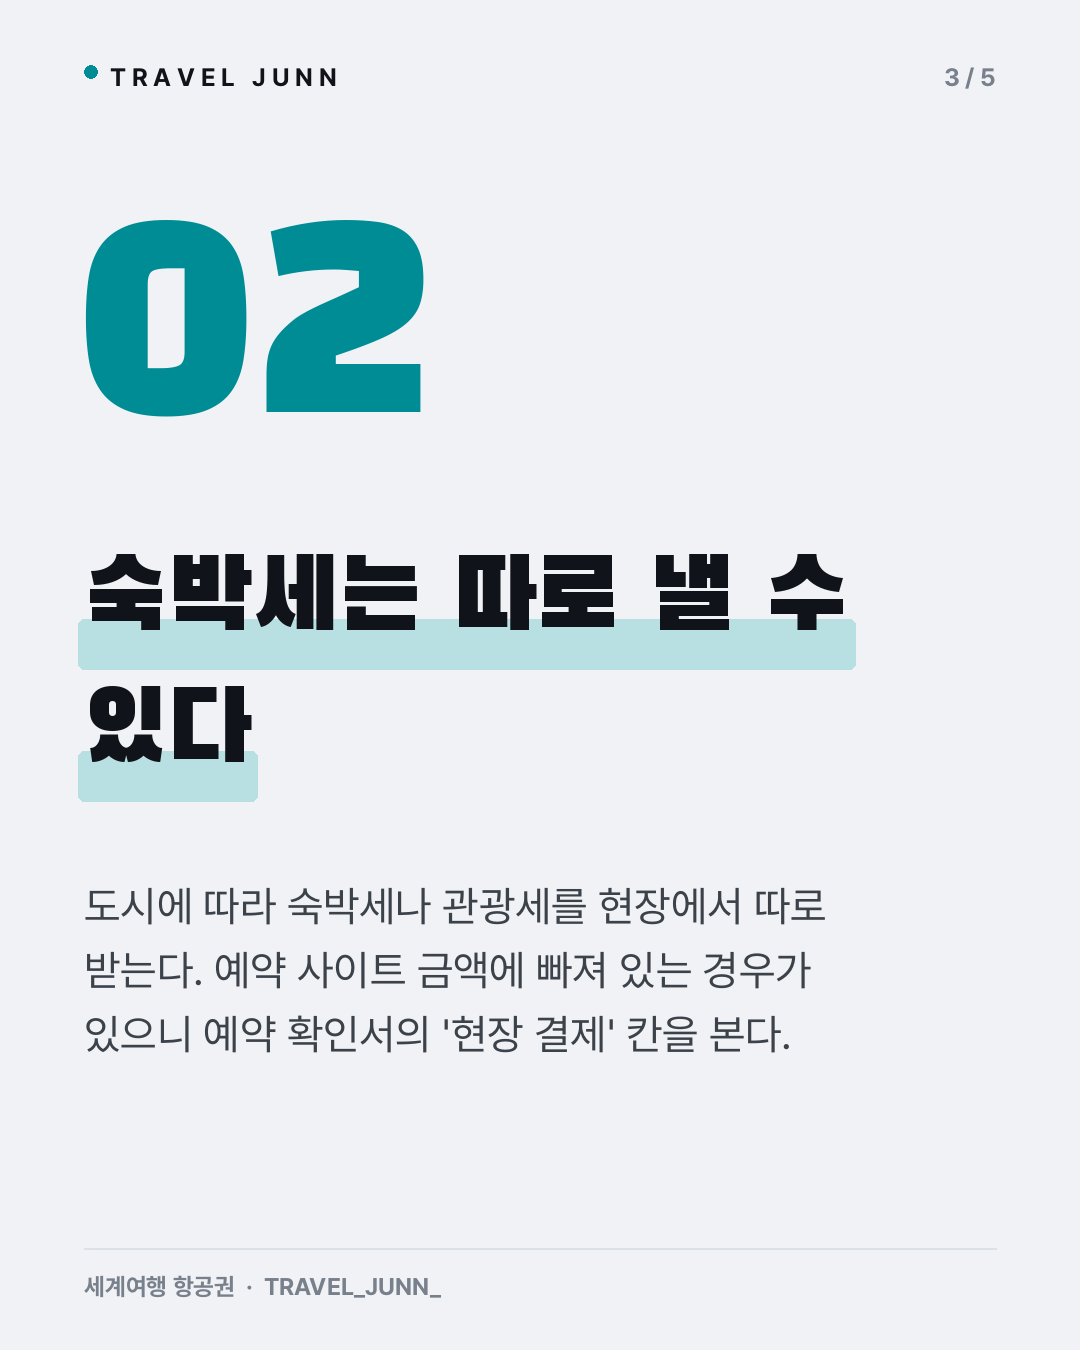 TRAVEL JUNN
3 / 5
02
숙박세는 따로 낼 수
있다
도시에 따라 숙박세나 관광세를 현장에서 따로
받는다. 예약 사이트 금액에 빠져 있는 경우가
있으니 예약 확인서의 '현장 결제' 칸을 본다.
세계여행 항공권 · TRAVEL_JUNN_